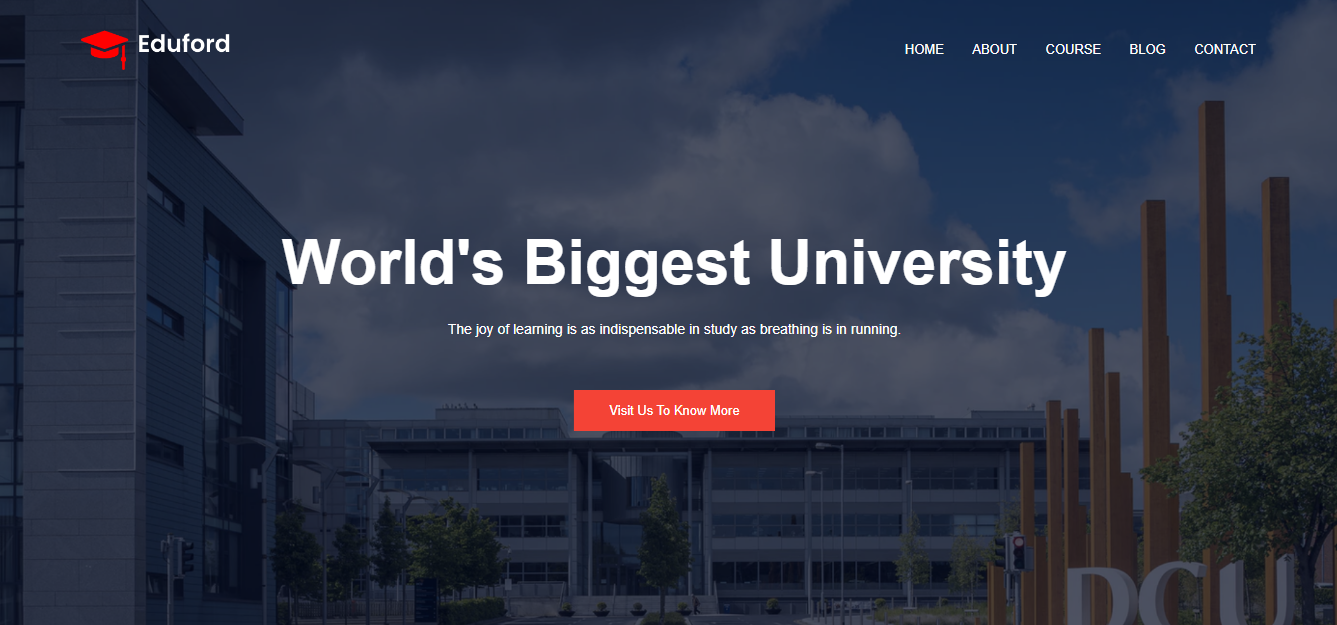 Eduford
HOME ABOUT COURSE BLOG CONTACT
World's Biggest University
The joy of learning is as indispensable in study as breathing is in running.
Visit Us To Know More
DCU